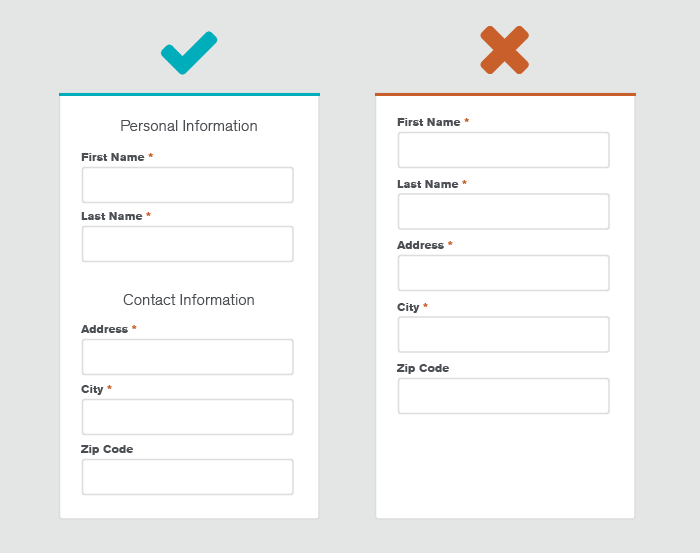 Personal Information
First Name *
Last Name *
Contact Information
Address *
City *
Zip Code
First Name *
Last Name *
Address *
City *
Zip Code